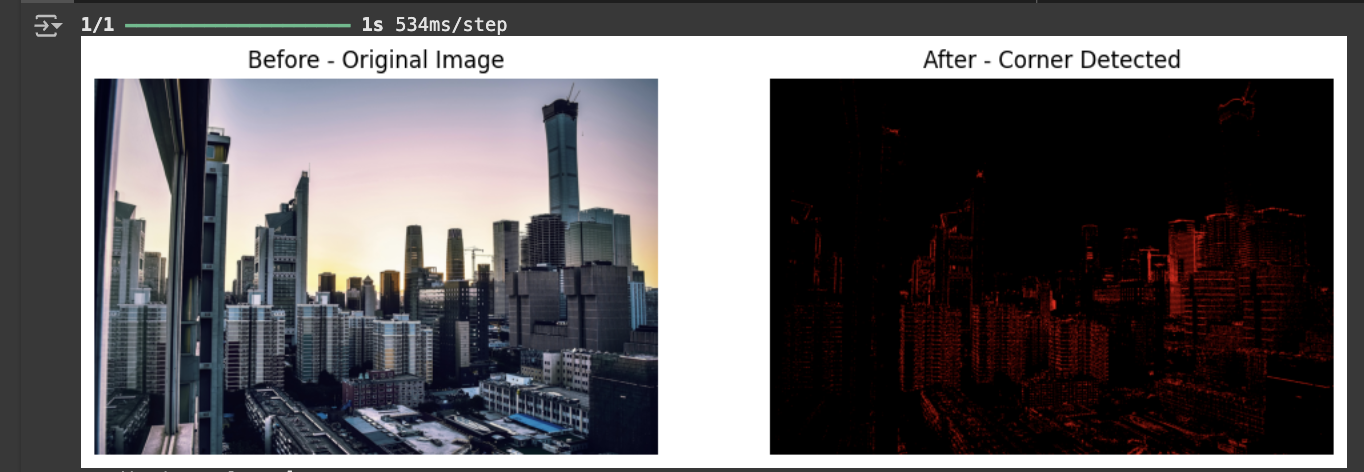 1/1 1s 534ms/step
Before - Original Image
After - Corner Detected